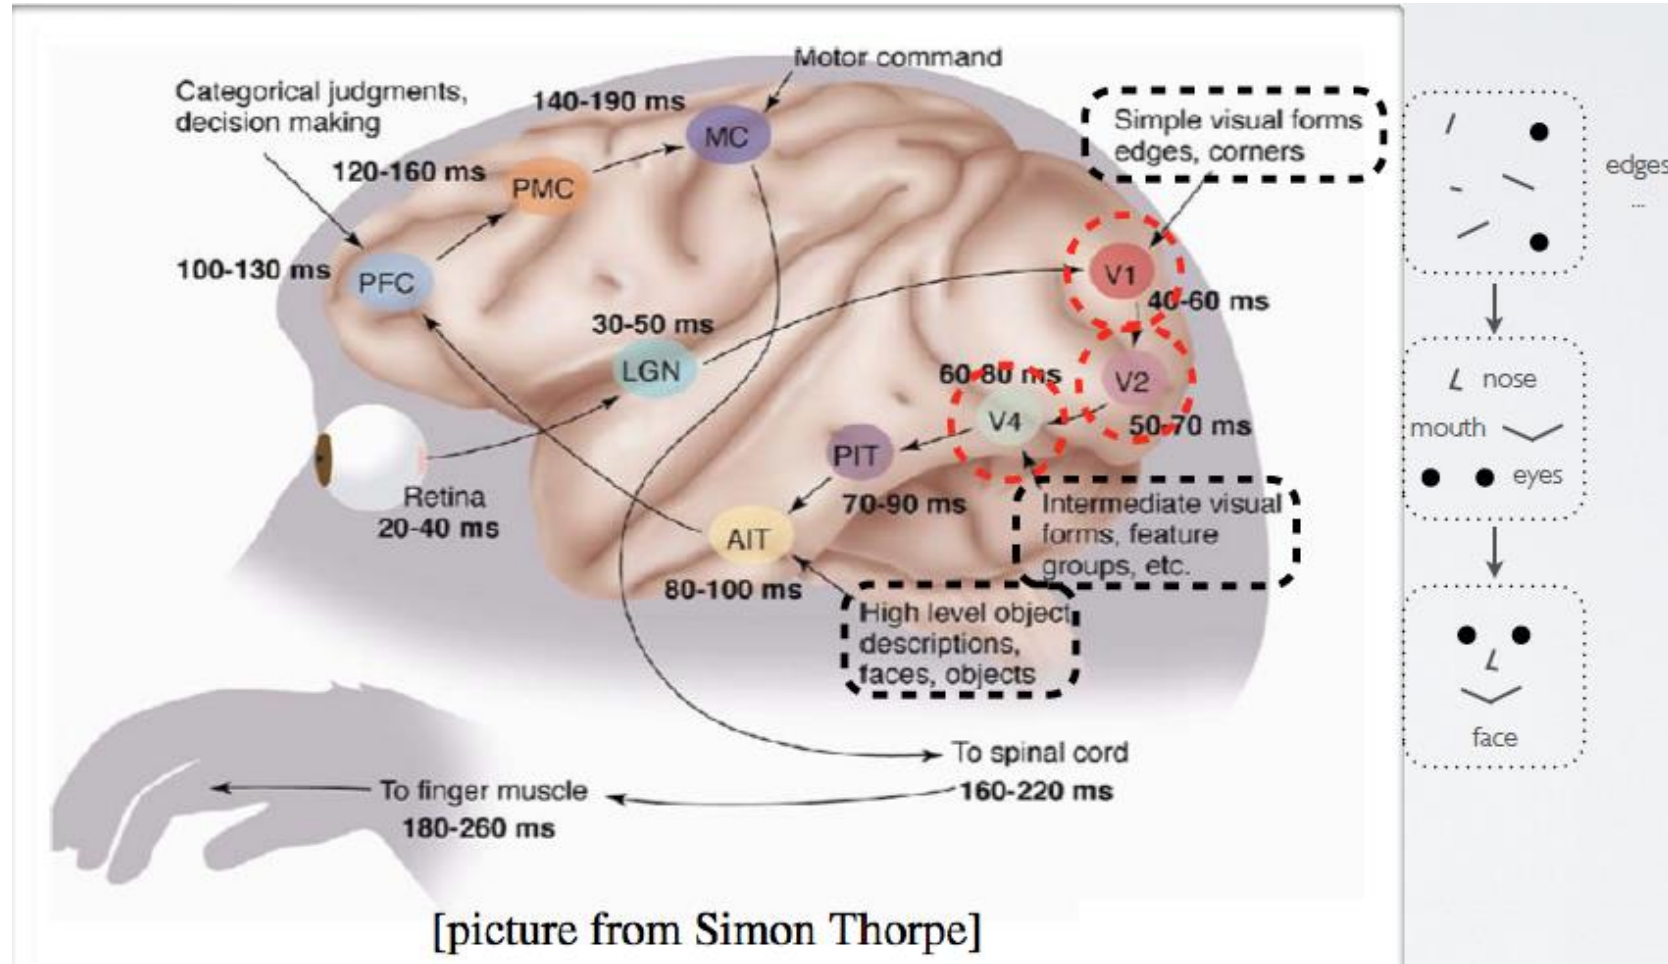 Motor command
Categorical judgments,
decision making
140-190 ms
MC
Simple visual forms
edges, corners
120-160 ms
PMC
100-130 ms
PFC
30-50 ms
LGN
V1
40-60 ms
60-80 ms
V2
V4
50-70 ms
PIT
Retina
20-40 ms
70-90 ms
Intermediate visual
forms, feature
groups, etc.
AIT
80-100 ms
High level object
descriptions,
faces, objects
To spinal cord
160-220 ms
To finger muscle
180-260 ms
[picture from Simon Thorpe]
edges
...
nose
mouth
eyes
face